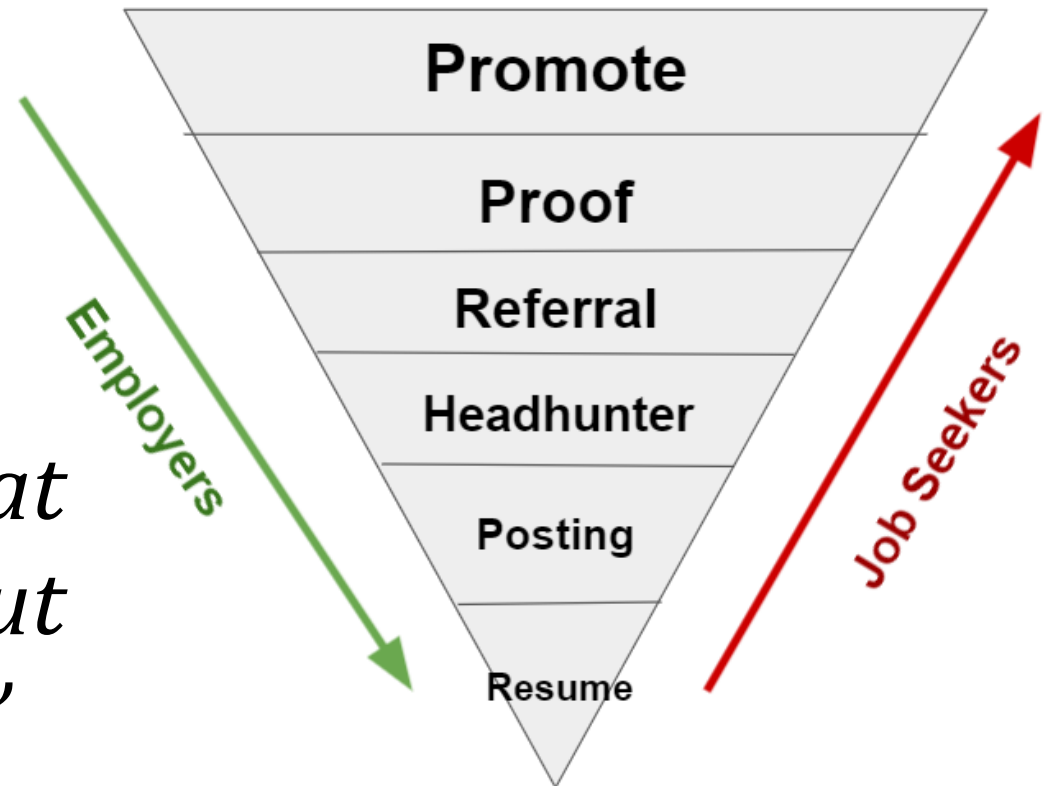 Promote
Proof
Referral
Headhunter
Posting
Resume
Employers
Job Seekers